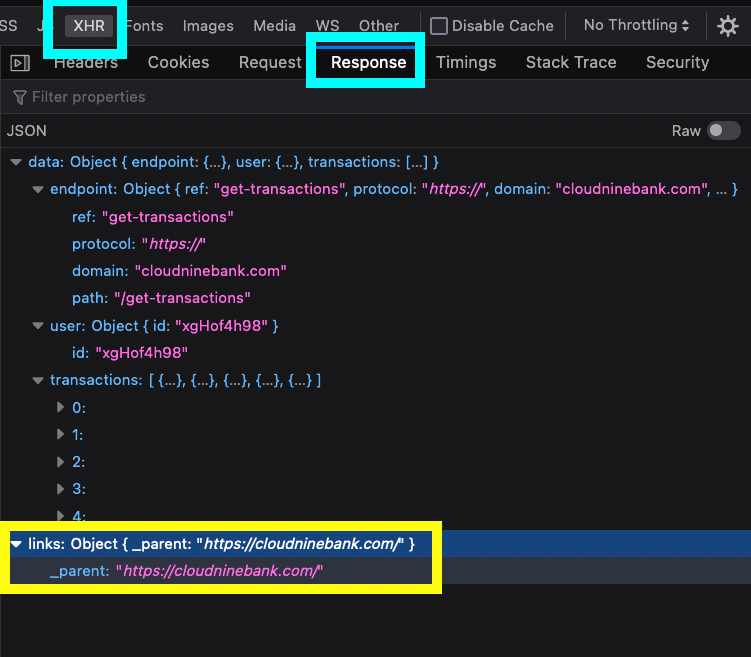 SS J XHR Fonts Images Media WS Other Disable Cache No Throttling
Headers Cookies Request Response Timings Stack Trace Security
Filter properties
JSON Raw
data: Object { endpoint: {…}, user: {…}, transactions: […] }
endpoint: Object { ref: "get-transactions", protocol: "https://", domain: "cloudninebank.com", … }
ref: "get-transactions"
protocol: "https://"
domain: "cloudninebank.com"
path: "/get-transactions"
user: Object { id: "xgHof4h98" }
id: "xgHof4h98"
transactions: [ {…}, {…}, {…}, {…}, {…} ]
0:
1:
2:
3:
4:
links: Object { _parent: "https://cloudninebank.com/" }
_parent: "https://cloudninebank.com/"